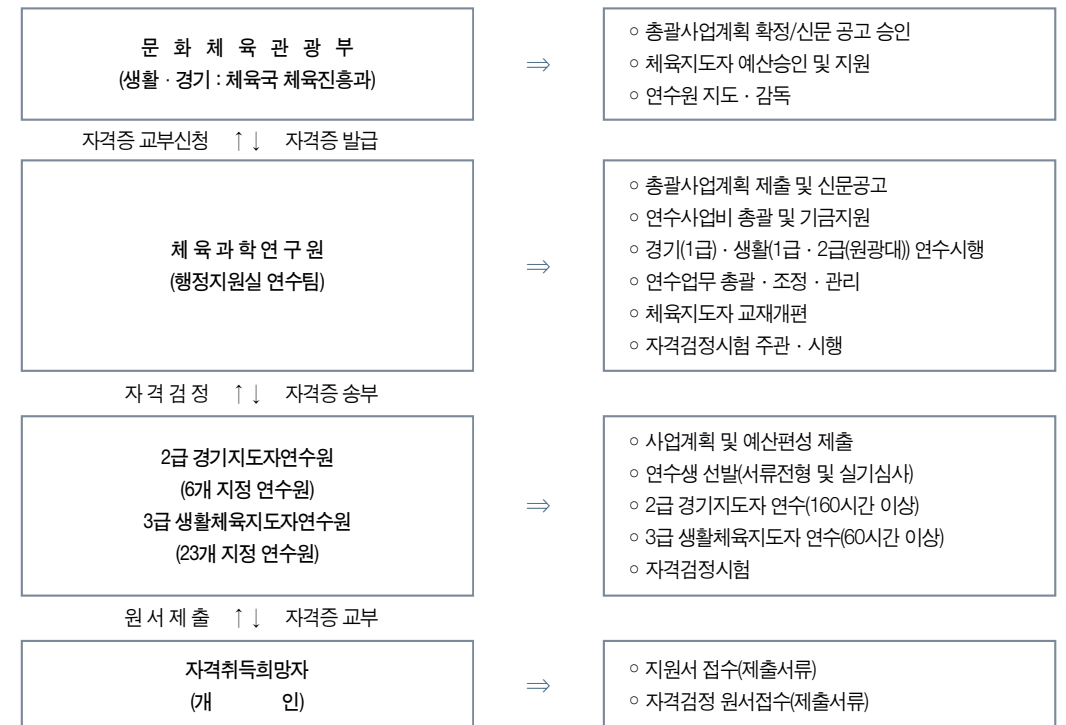 문 화 체 육 관 광 부
(생활 · 경기 : 체육국 체육진흥과)
⇒
○ 총괄사업계획 확정/신문 공고 승인
○ 체육지도자 예산승인 및 지원
○ 연수원 지도 · 감독
자격증 교부신청 ↑↓ 자격증 발급
체 육 과 학 연 구 원
(행정지원실 연수팀)
⇒
○ 총괄사업계획 제출 및 신문공고
○ 연수사업비 총괄 및 기금지원
○ 경기(1급) · 생활(1급 · 2급(원광대)) 연수시행
○ 연수업무 총괄 · 조정 · 관리
○ 체육지도자 교재개편
○ 자격검정시험 주관 · 시행
자 격 검 정 ↑↓ 자격증 송부
2급 경기지도자연수원
(6개 지정 연수원)
3급 생활체육지도자연수원
(23개 지정 연수원)
⇒
○ 사업계획 및 예산편성 제출
○ 연수생 선발(서류전형 및 실기심사)
○ 2급 경기지도자 연수(160시간 이상)
○ 3급 생활체육지도자 연수(60시간 이상)
○ 자격검정시험
원 서 제 출 ↑↓ 자격증 교부
자격취득희망자
(개 인)
⇒
○ 지원서 접수(제출서류)
○ 자격검정 원서접수(제출서류)